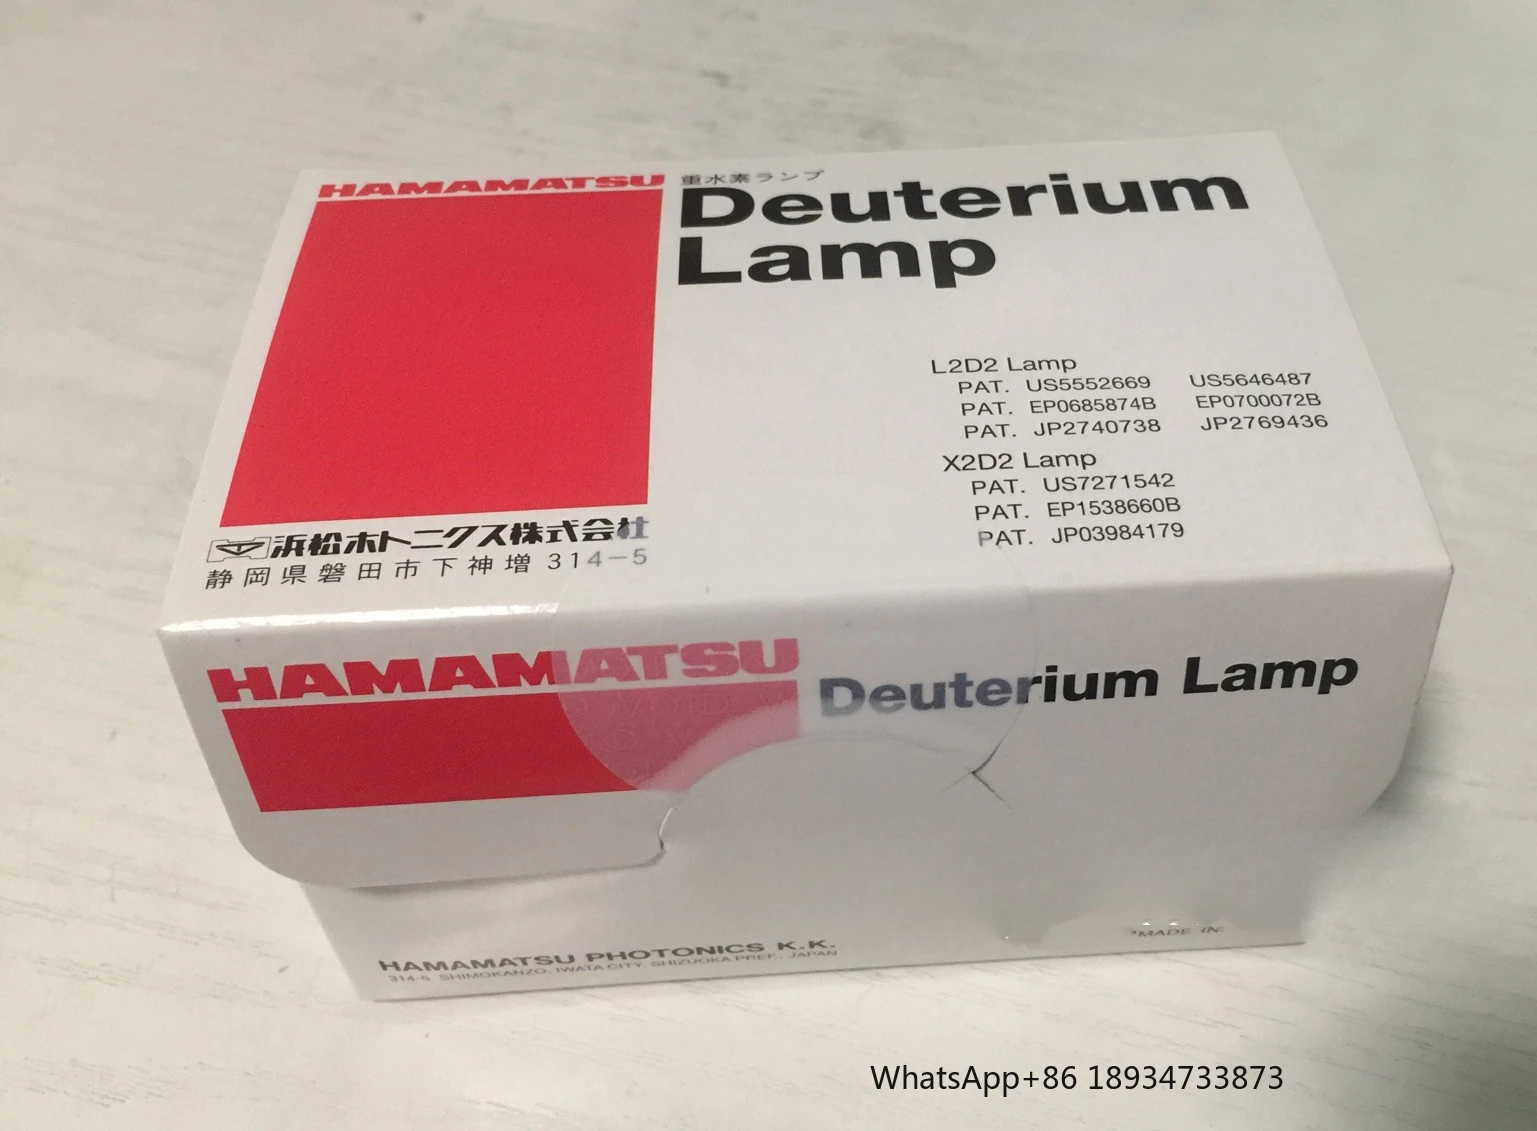 HAMAMATSU
重水素ランプ
Deuterium
Lamp
L2D2 Lamp
PAT. US5552669 US5646487
PAT. EP0685874B EP0700072B
PAT. JP2740738 JP2769436
X2D2 Lamp
PAT. US7271542
PAT. EP1538660B
PAT. JP03984179
浜松ホトニクス株式会社
静岡県磐田市下神増314-5
HAMAMATSU
Deuterium Lamp
HAMAMATSU PHOTONICS K.K.
314-5 SHIMOKANZO, IWATA CITY, SHIZUOKA PREF., JAPAN
MADE IN
WhatsApp+86 18934733873